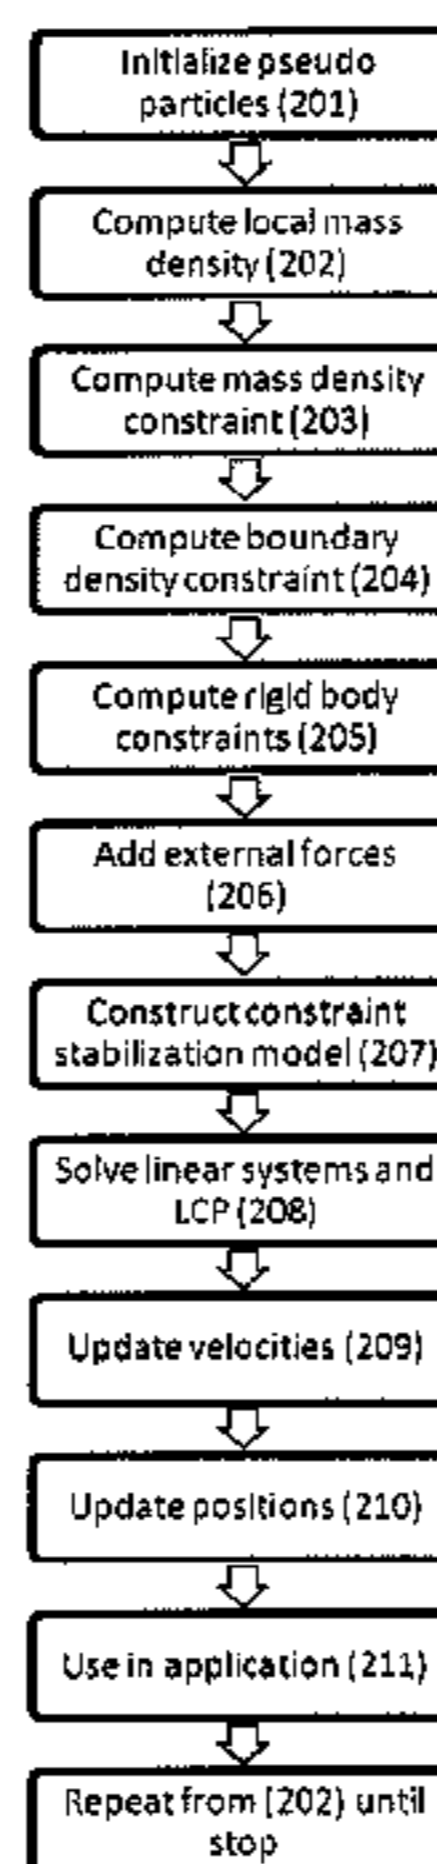 Initialize pseudo
particles (201)
Compute local mass
density (202)
Compute mass density
constraint (203)
Compute boundary
density constraint (204)
Compute rigid body
constraints (205)
Add external forces
(206)
Construct constraint
stabilization model (207)
Solve linear systems and
LCP (208)
Update velocities (209)
Update positions (210)
Use in application (211)
Repeat from (202) until
stop